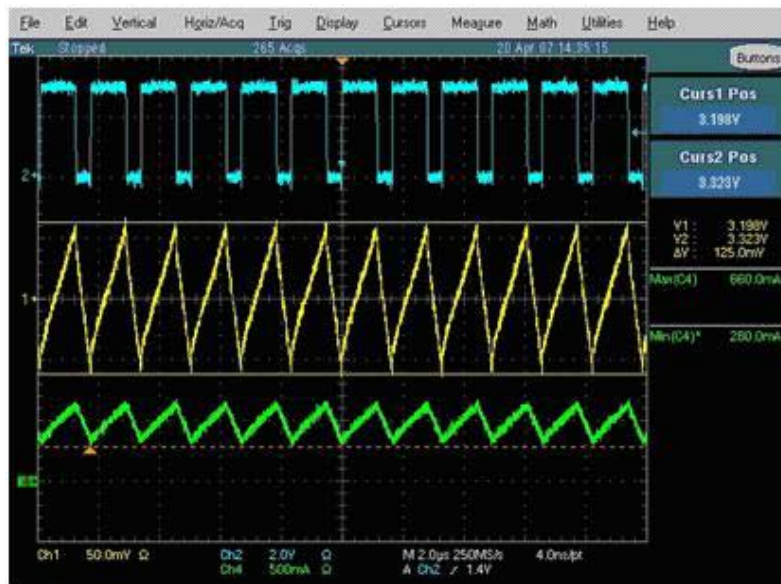 File Edit Vertical Horiz/Acq Trig Display Cursors Measure Math Utilities Help
Tek Stopped 265 Acqs 20 Apr 07 14:35:15
Buttons
Curs1 Pos
3.198V
Curs2 Pos
3.323V
2
V1: 3.198V
V2: 3.323V
ΔV: 125.0mV
1
Max(C4) 660.0mA
Min(C4)* 280.0mA
Ch1 50.0mV Ω Ch2 2.0V Ω M 2.0µs 250MS/s 4.0ns/pt
Ch4 500mA Ω A Ch2 ∕ 1.4V